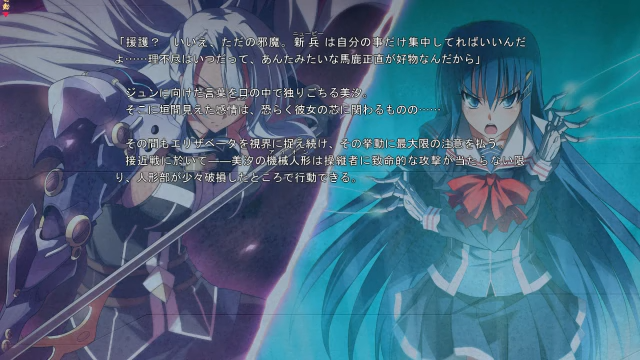 「援護？　いいえ、ただの邪魔。新兵は自分の事だけ集中してればいいんだ
ニュービー
よ……理不尽はいつだって、あんたみたいな馬鹿正直が好物なんだから」
ジュンに向けた言葉を口の中で独りごちる美汐。
そこに垣間見えた感情は、恐らく彼女の芯に関わるものの……
その間もエリザベータを視界に捉え続け、その挙動に最大限の注意を払う。
接近戦に於いて――美汐の機械人形は操縦者に致命的な攻撃が当たらない限
り、人形部が少々破損したところで行動できる。